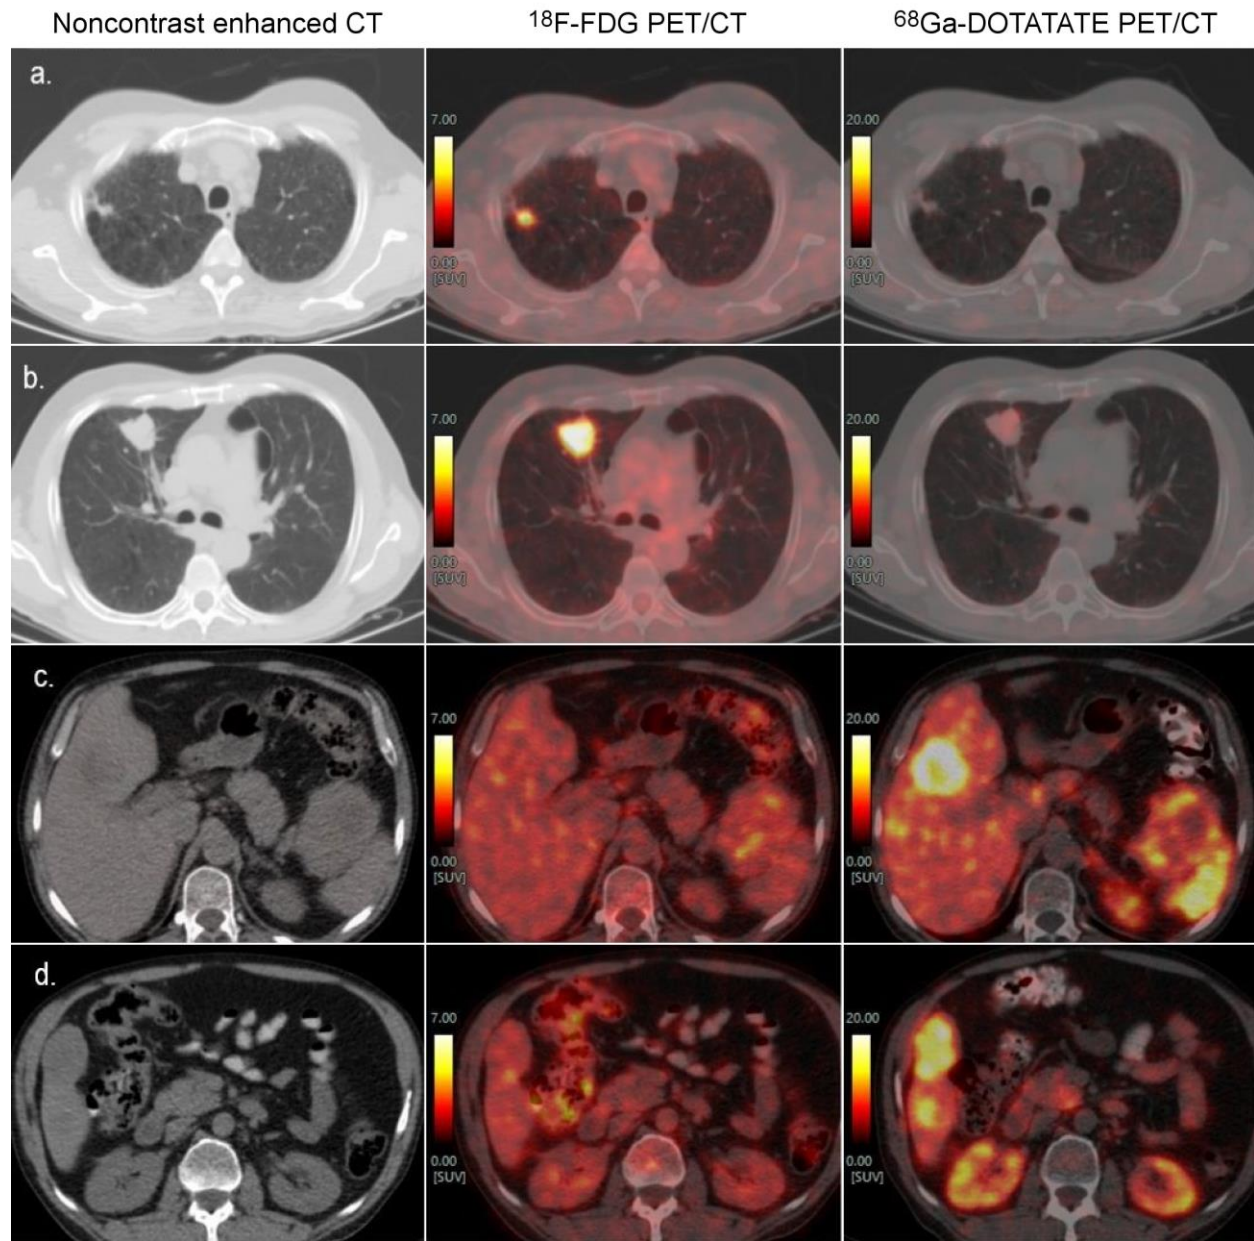 Noncontrast enhanced CT
¹⁸F-FDG PET/CT
⁶⁸Ga-DOTATATE PET/CT
a.
7.00
0.00
[SUV]
20.00
0.00
[SUV]
b.
7.00
0.00
[SUV]
20.00
0.00
[SUV]
c.
7.00
0.00
[SUV]
20.00
0.00
[SUV]
d.
7.00
0.00
[SUV]
20.00
0.00
[SUV]